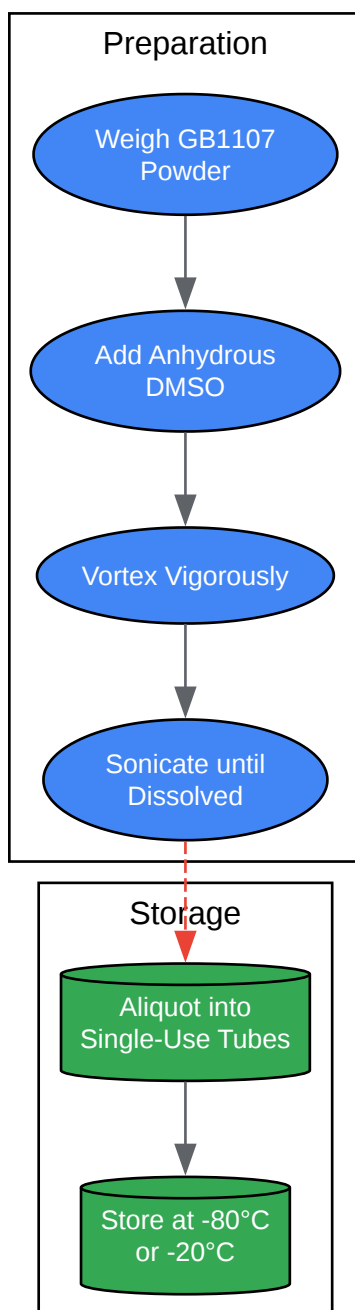 Preparation
Weigh GB1107
Powder
Add Anhydrous
DMSO
Vortex Vigorously
Sonicate until
Dissolved
Storage
Aliquot into
Single-Use Tubes
Store at -80°C
or -20°C